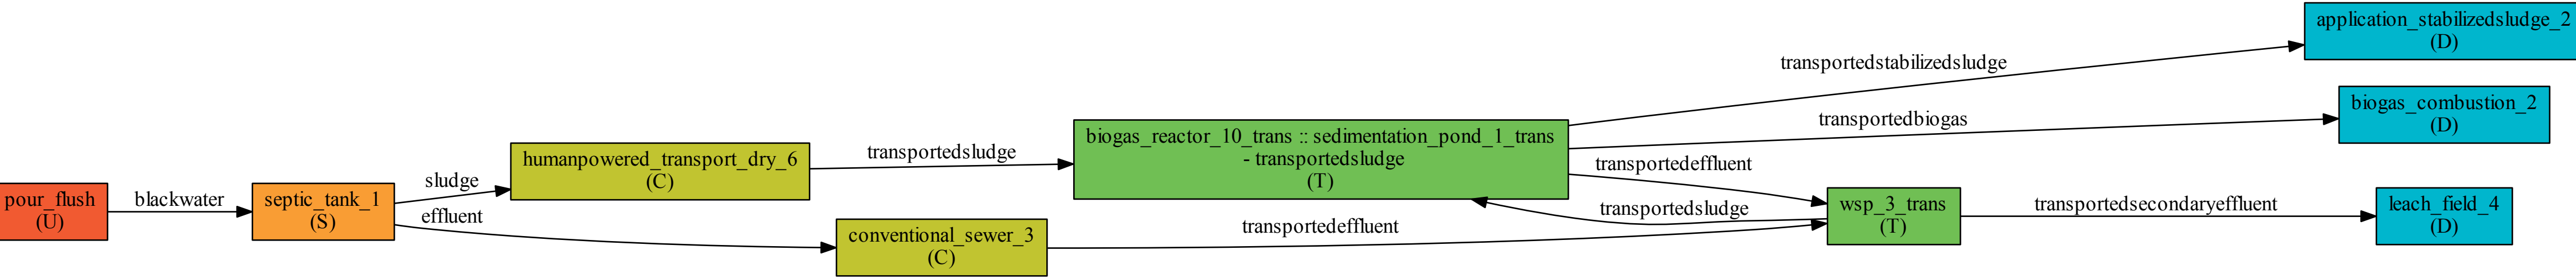 pour_flush
(U)
blackwater
septic_tank_1
(S)
sludge
effluent
humanpowered_transport_dry_6
(C)
conventional_sewer_3
(C)
transportedsludge
transportedeffluent
biogas_reactor_10_trans :: sedimentation_pond_1_trans
- transportedsludge
(T)
transportedstabilizedsludge
transportedbiogas
transportedeffluent
transportedsludge
wsp_3_trans
(T)
transportedsecondaryeffluent
application_stabilizedsludge_2
(D)
biogas_combustion_2
(D)
leach_field_4
(D)